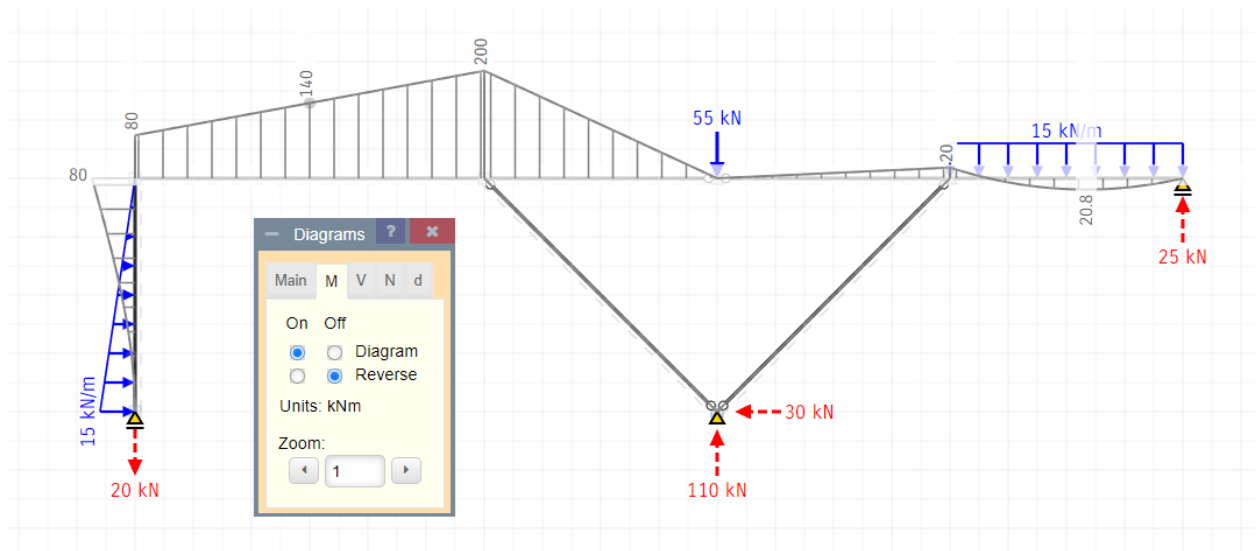 200
140
80
80
55 kN
15 kN/m
20
20.8
25 kN
15 kN/m
20 kN
30 kN
110 kN
Diagrams ? ×
Main M V N d
On Off
Diagram
Reverse
Units: kNm
Zoom:
1